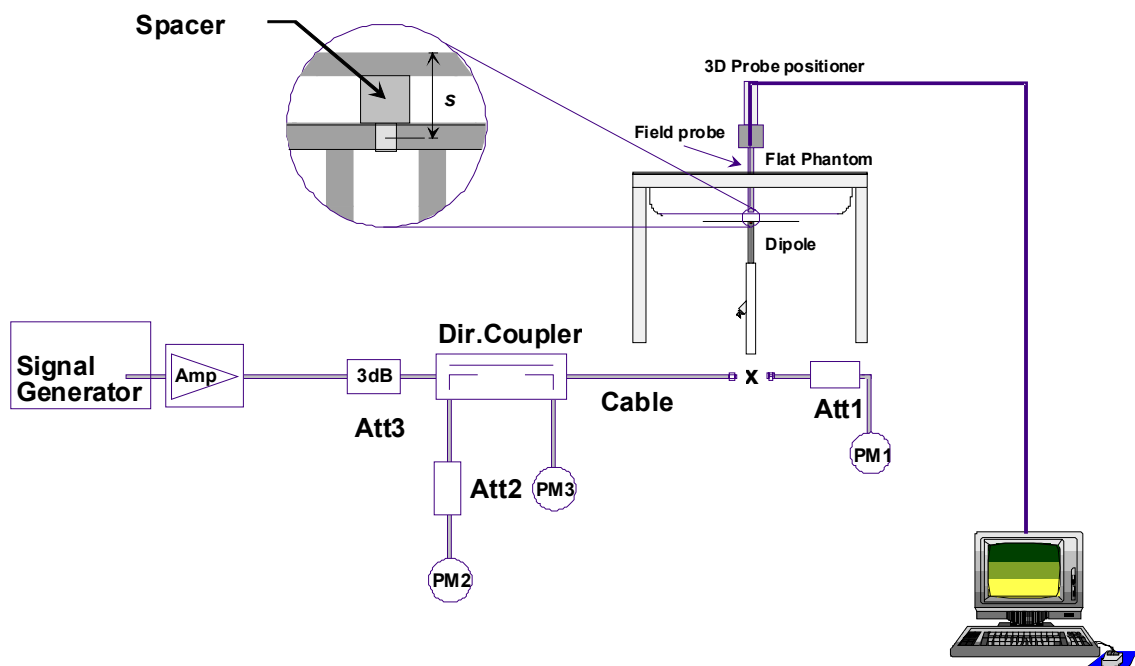 Spacer
s
3D Probe positioner
Field probe
Flat Phantom
Dipole
Signal
Generator
Amp
3dB
Att3
Dir.Coupler
Cable
x
Att1
PM1
Att2
PM3
PM2